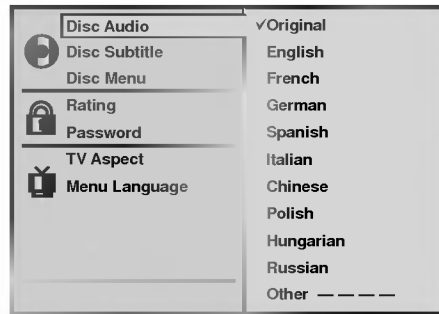 Disc Audio
Disc Subtitle
Disc Menu
Rating
Password
TV Aspect
Menu Language
✓Original
English
French
German
Spanish
Italian
Chinese
Polish
Hungarian
Russian
Other — — — —